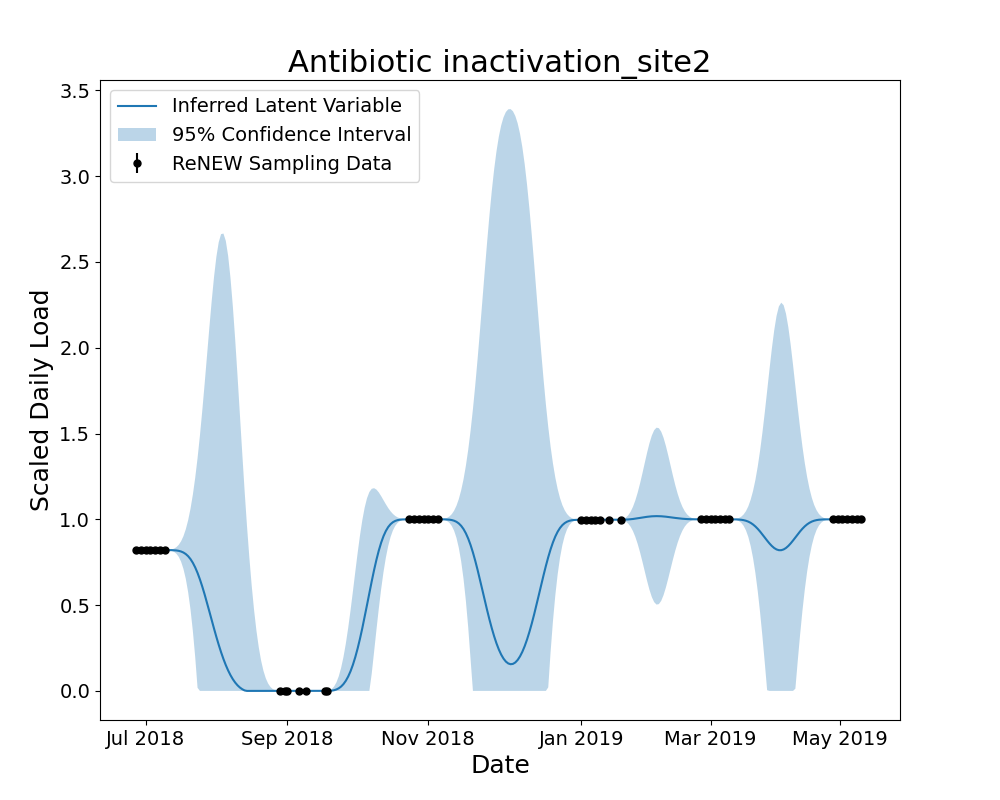 Antibiotic inactivation_site2
3.5
3.0
2.5
2.0
1.5
1.0
0.5
0.0
Scaled Daily Load
Inferred Latent Variable
95% Confidence Interval
ReNEW Sampling Data
Jul 2018 Sep 2018 Nov 2018 Jan 2019 Mar 2019 May 2019
Date